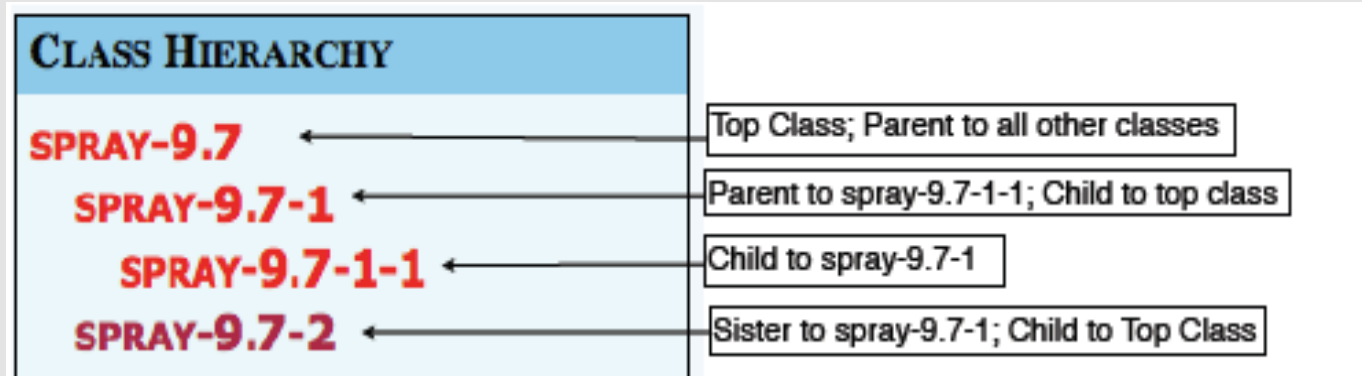 CLASS HIERARCHY
SPRAY-9.7
Top Class; Parent to all other classes
SPRAY-9.7-1
Parent to spray-9.7-1-1; Child to top class
SPRAY-9.7-1-1
Child to spray-9.7-1
SPRAY-9.7-2
Sister to spray-9.7-1; Child to Top Class